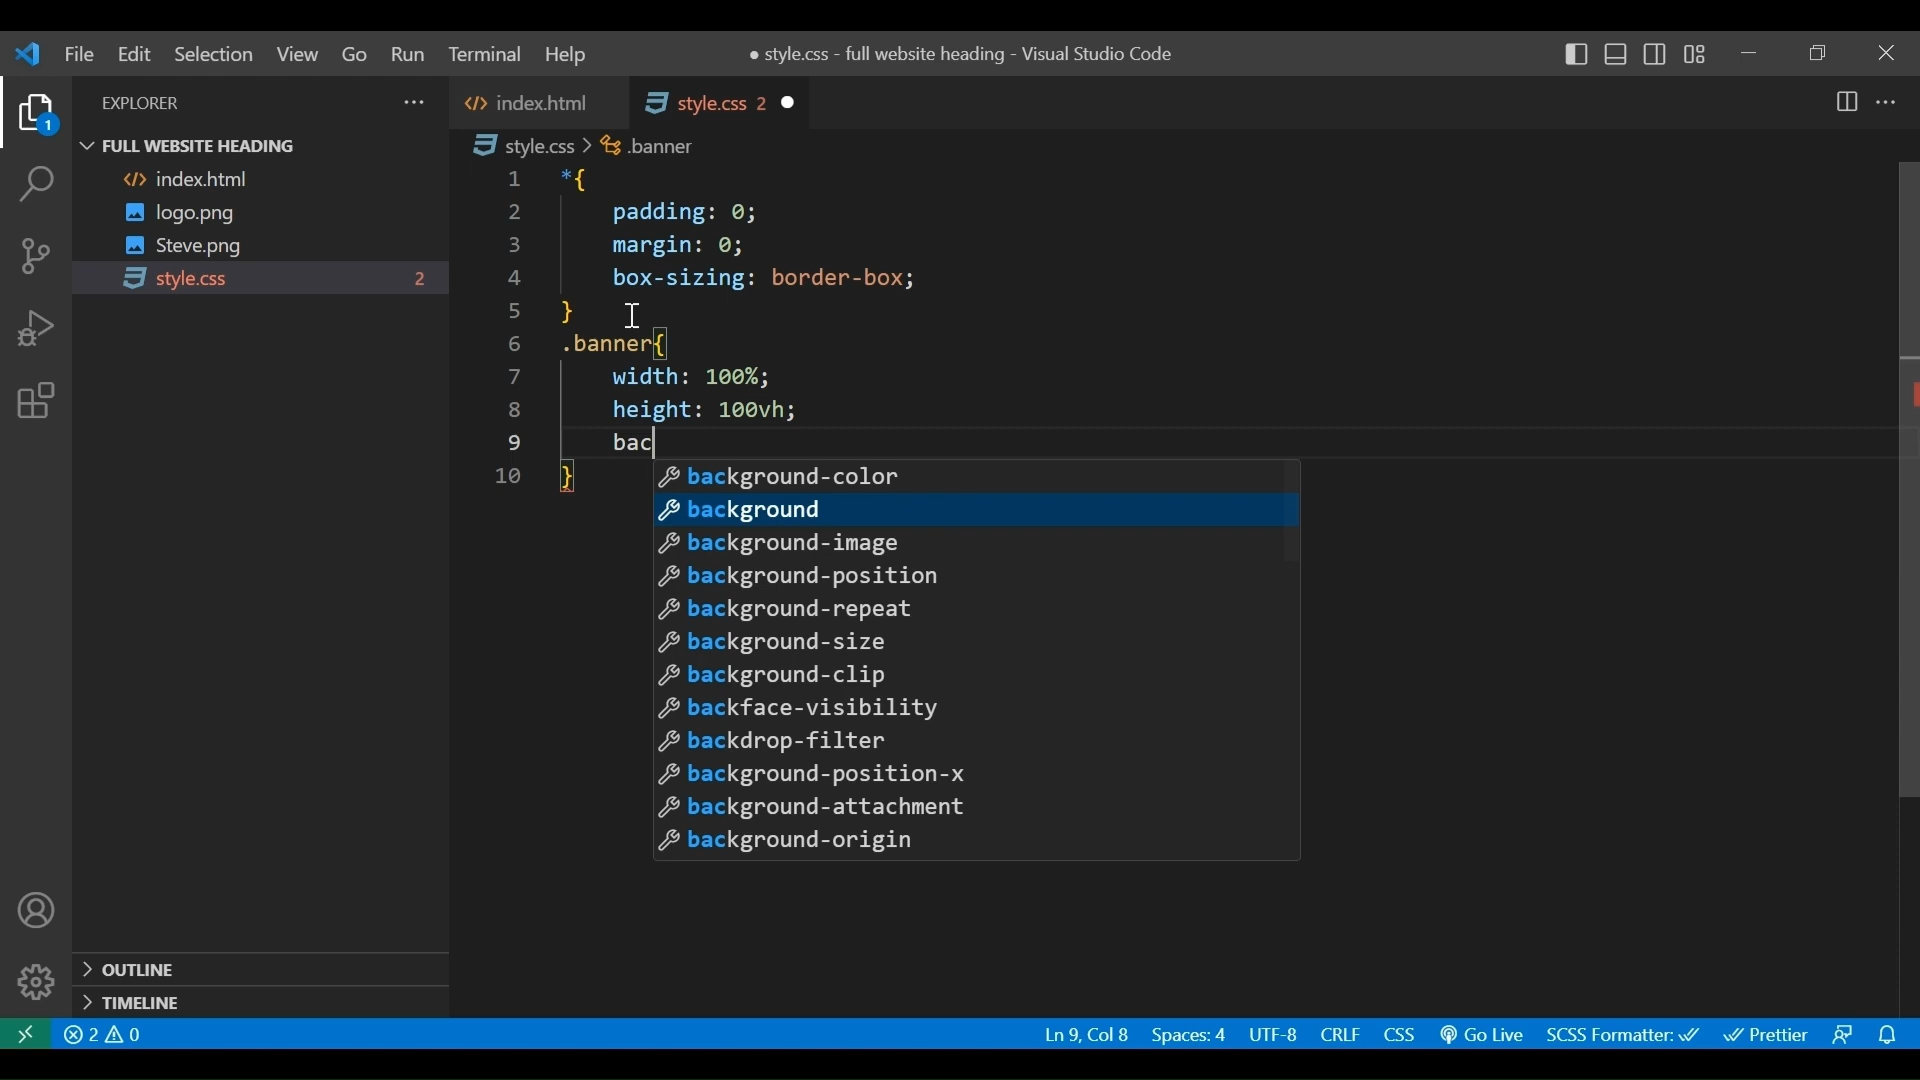 File Edit Selection View Go Run Terminal Help
● style.css - full website heading - Visual Studio Code
EXPLORER
index.html
style.css 2
1
FULL WEBSITE HEADING
style.css > .banner
index.html
logo.png
Steve.png
style.css 2
1 *{
2 padding: 0;
3 margin: 0;
4 box-sizing: border-box;
5 }
6 .banner{
7 width: 100%;
8 height: 100vh;
9 bac
10 }
background-color
background
background-image
background-position
background-repeat
background-size
background-clip
backface-visibility
backdrop-filter
background-position-x
background-attachment
background-origin
OUTLINE
TIMELINE
2 0 Ln 9, Col 8 Spaces: 4 UTF-8 CRLF CSS Go Live SCSS Formatter: Prettier